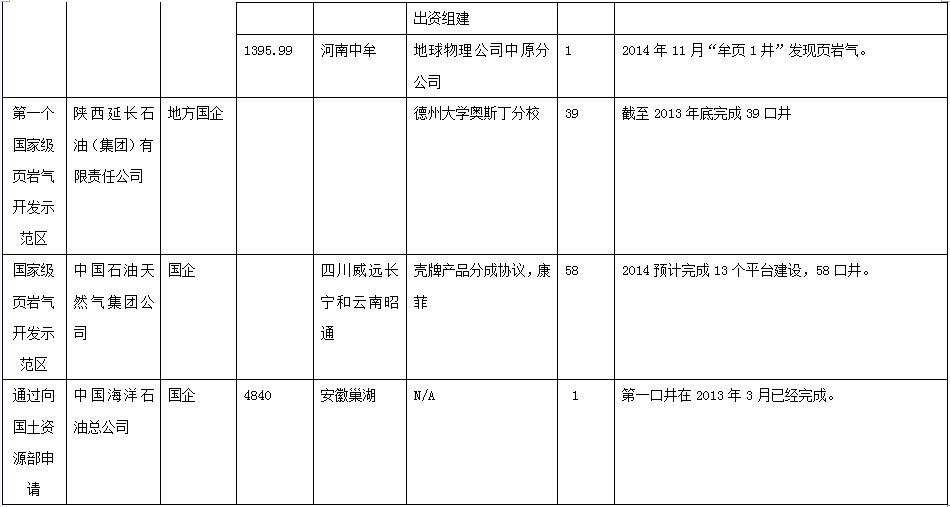 出资组建
1395.99 河南中牟 地球物理公司中原分 1 2014 年 11 月“牟页 1 井”发现页岩气。
公司
第一个 陕西延长石 地方国企 德州大学奥斯丁分校 39 截至 2013 年底完成 39 口井
国家级 油（集团）有
页岩气 限责任公司
开发示
范区
国家级 中国石油天 国企 四川威远长 壳牌产品分成协议，康 58 2014 预计完成 13 个平台建设，58 口井。
页岩气 然气集团公 宁和云南昭 菲
开发示 司 通
范区
通过向 中国海洋石 国企 4840 安徽巢湖 N/A 1 第一口井在 2013 年 3 月已经完成。
国土资 油总公司
源部申
请